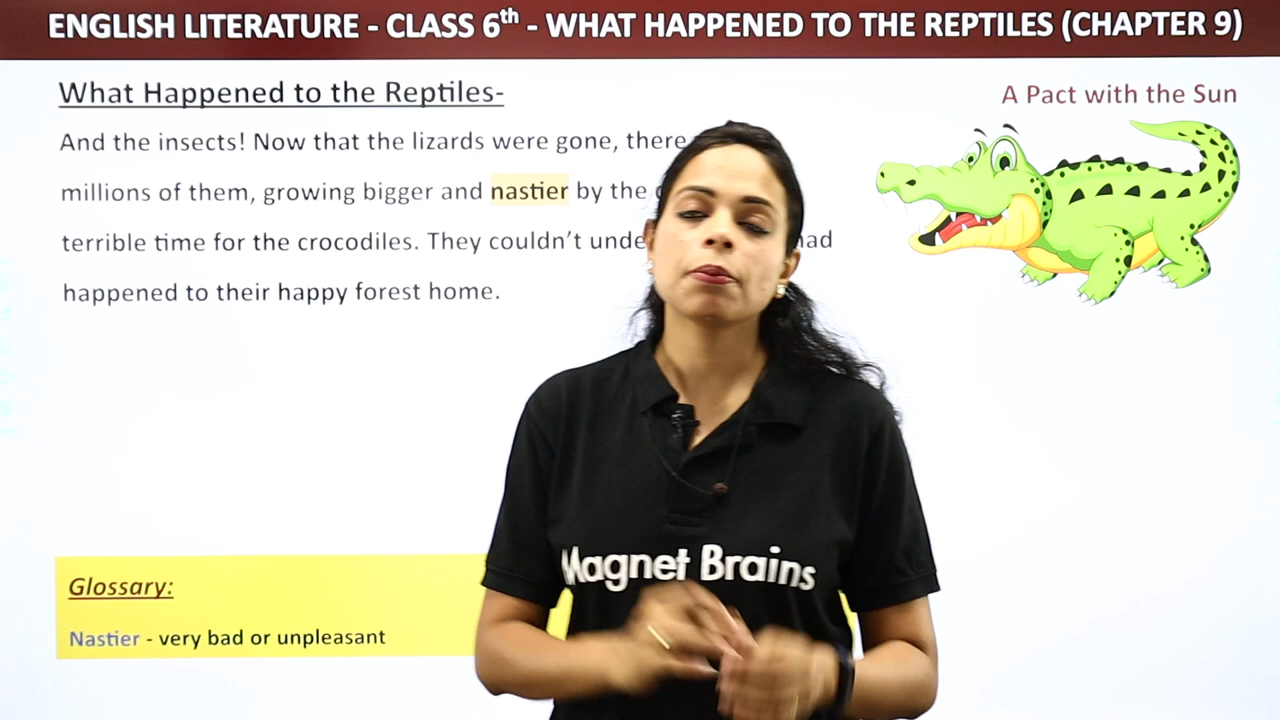 ENGLISH LITERATURE - CLASS 6th - WHAT HAPPENED TO THE REPTILES (CHAPTER 9)
What Happened to the Reptiles-
A Pact with the Sun
And the insects! Now that the lizards were gone, there
millions of them, growing bigger and nastier by the
terrible time for the crocodiles. They couldn't had
happened to their happy forest home.
Magnet Brains
Glossary:
Nastier - very bad or unpleasant